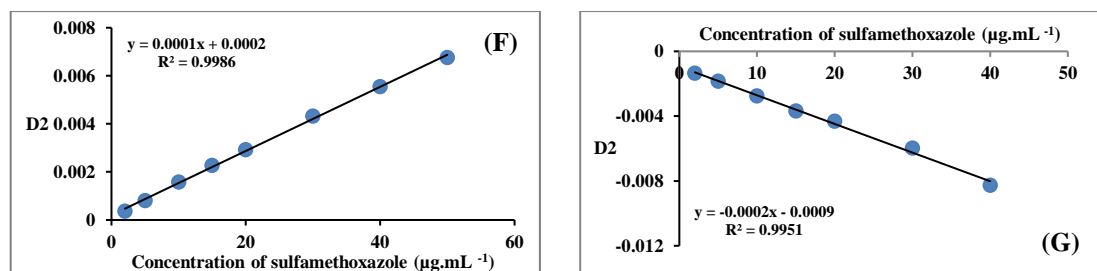 0.008
y = 0.0001x + 0.0002
R² = 0.9986
(F)
0.006
D2 0.004
0.002
0
0 20 40 60
Concentration of sulfamethoxazole (µg.mL ⁻¹)
Concentration of sulfamethoxazole (µg.mL ⁻¹)
0
0 10 20 30 40 50
-0.004
D2
-0.008
y = -0.0002x - 0.0009
R² = 0.9951
-0.012
(G)